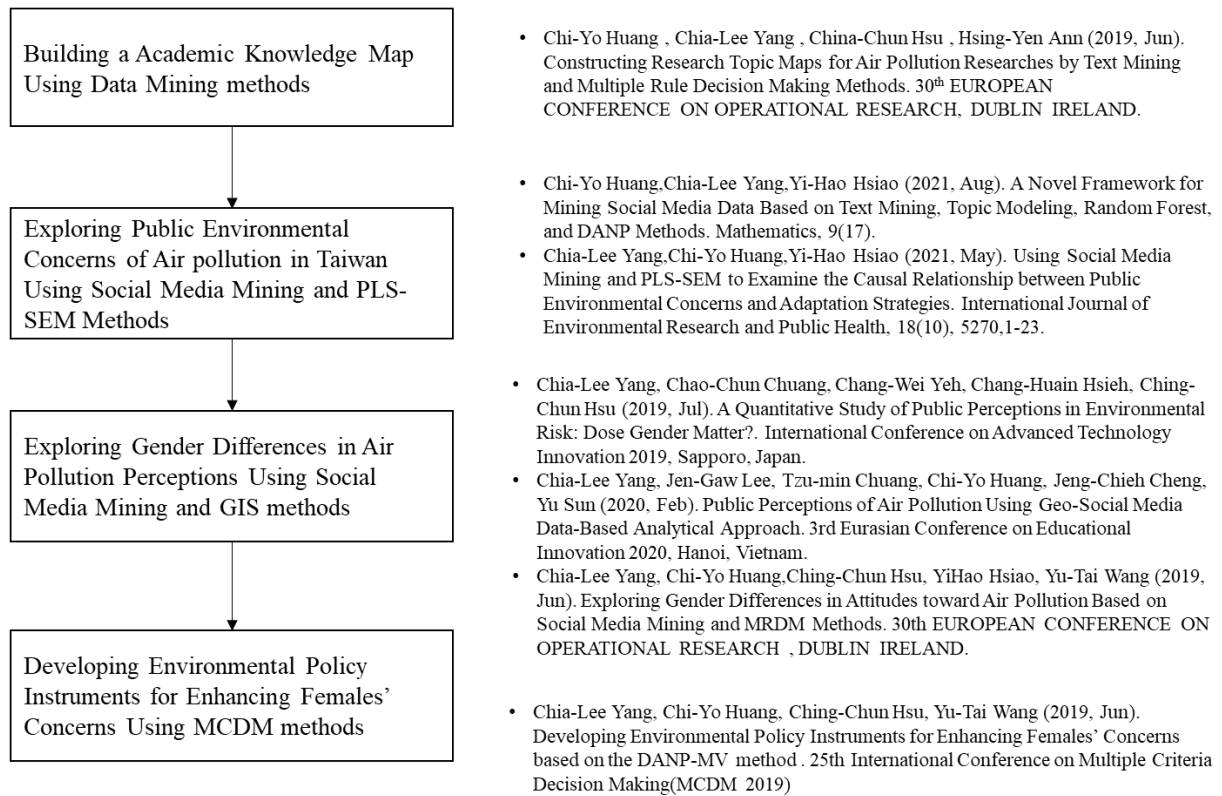 Building a Academic Knowledge Map
Using Data Mining methods
• Chi-Yo Huang , Chia-Lee Yang , China-Chun Hsu , Hsing-Yen Ann (2019, Jun).
Constructing Research Topic Maps for Air Pollution Researches by Text Mining
and Multiple Rule Decision Making Methods. 30th EUROPEAN
CONFERENCE ON OPERATIONAL RESEARCH, DUBLIN IRELAND.
Exploring Public Environmental
Concerns of Air pollution in Taiwan
Using Social Media Mining and PLS-
SEM Methods
• Chi-Yo Huang,Chia-Lee Yang,Yi-Hao Hsiao (2021, Aug). A Novel Framework for
Mining Social Media Data Based on Text Mining, Topic Modeling, Random Forest,
and DANP Methods. Mathematics, 9(17).
• Chia-Lee Yang,Chi-Yo Huang,Yi-Hao Hsiao (2021, May). Using Social Media
Mining and PLS-SEM to Examine the Causal Relationship between Public
Environmental Concerns and Adaptation Strategies. International Journal of
Environmental Research and Public Health, 18(10), 5270,1-23.
Exploring Gender Differences in Air
Pollution Perceptions Using Social
Media Mining and GIS methods
• Chia-Lee Yang, Chao-Chun Chuang, Chang-Wei Yeh, Chang-Huain Hsieh, Ching-
Chun Hsu (2019, Jul). A Quantitative Study of Public Perceptions in Environmental
Risk: Dose Gender Matter?. International Conference on Advanced Technology
Innovation 2019, Sapporo, Japan.
• Chia-Lee Yang, Jen-Gaw Lee, Tzu-min Chuang, Chi-Yo Huang, Jeng-Chieh Cheng,
Yu Sun (2020, Feb). Public Perceptions of Air Pollution Using Geo-Social Media
Data-Based Analytical Approach. 3rd Eurasian Conference on Educational
Innovation 2020, Hanoi, Vietnam.
• Chia-Lee Yang, Chi-Yo Huang,Ching-Chun Hsu, YiHao Hsiao, Yu-Tai Wang (2019,
Jun). Exploring Gender Differences in Attitudes toward Air Pollution Based on
Social Media Mining and MRDM Methods. 30th EUROPEAN CONFERENCE ON
OPERATIONAL RESEARCH , DUBLIN IRELAND.
Developing Environmental Policy
Instruments for Enhancing Females’
Concerns Using MCDM methods
• Chia-Lee Yang, Chi-Yo Huang, Ching-Chun Hsu, Yu-Tai Wang (2019, Jun).
Developing Environmental Policy Instruments for Enhancing Females’ Concerns
based on the DANP-MV method . 25th International Conference on Multiple Criteria
Decision Making(MCDM 2019)